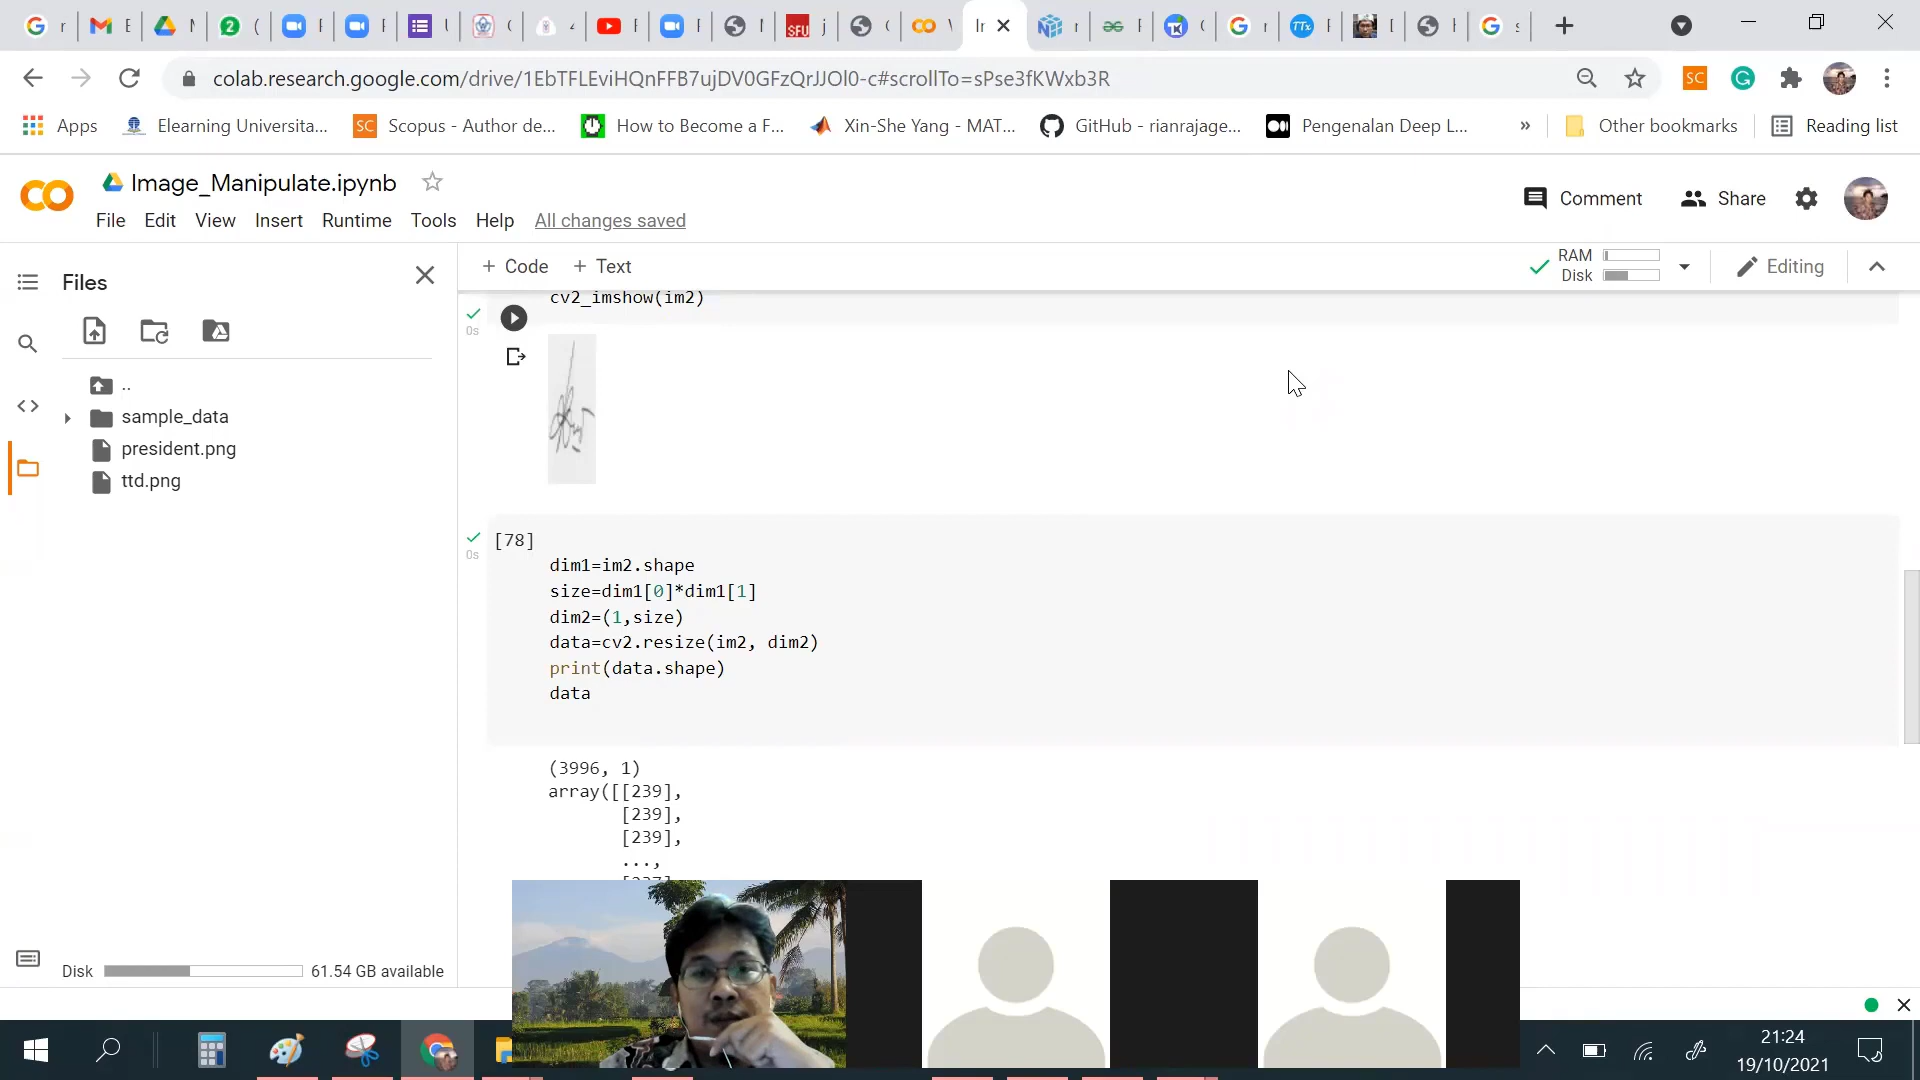 colab.research.google.com/drive/1EbTFLEviHQnFFB7ujDV0GFzQrJJOl0-c#scrollTo=sPse3fKWxb3R
Apps
Elearning Universita...
Scopus - Author de...
How to Become a F...
Xin-She Yang - MAT...
GitHub - rianrajage...
Pengenalan Deep L...
»
Other bookmarks
Reading list
Image_Manipulate.ipynb
Comment
Share
File Edit View Insert Runtime Tools Help All changes saved
Files
+ Code + Text
RAM
Disk
Editing
cv2_imshow(im2)
0s
..
sample_data
president.png
ttd.png
[78]
0s
dim1=im2.shape
size=dim1[0]*dim1[1]
dim2=(1,size)
data=cv2.resize(im2, dim2)
print(data.shape)
data
(3996, 1)
array([[239],
[239],
[239],
...,
Disk
61.54 GB available
21:24
19/10/2021